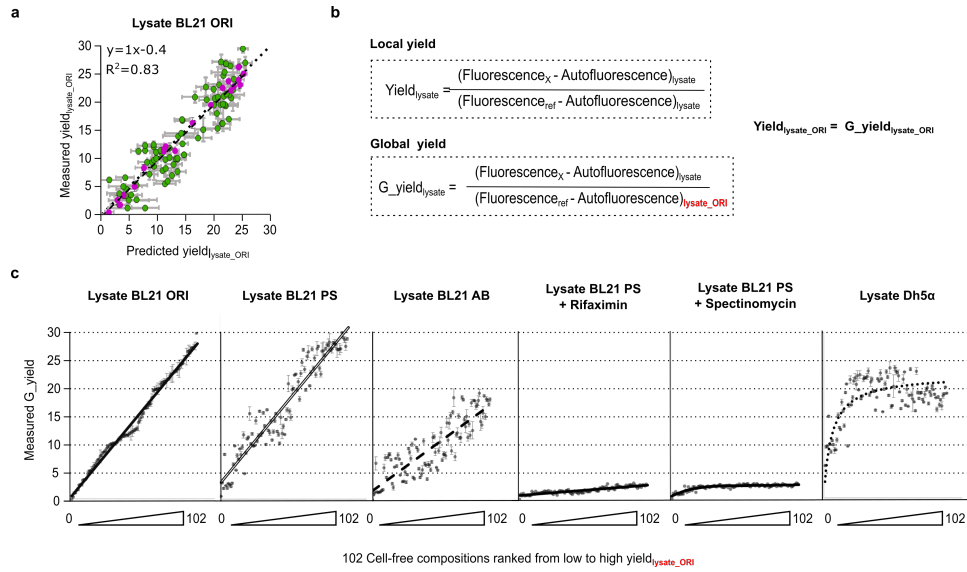 a
Lysate BL21 ORI
y=1x-0.4
R²=0.83
30
25
20
15
10
5
0
0 5 10 15 20 25 30
Measured yield lysate_ORI
Predicted yield lysate_ORI
b
Local yield
Yield lysate = (Fluorescence X - Autofluorescence) lysate
(Fluorescence ref - Autofluorescence) lysate
Global yield
G_yield lysate = (Fluorescence X - Autofluorescence) lysate
(Fluorescence ref - Autofluorescence) lysate_ORI
Yield lysate_ORI = G_yield lysate_ORI
c
Lysate BL21 ORI
Lysate BL21 PS
Lysate BL21 AB
Lysate BL21 PS
+ Rifaximin
Lysate BL21 PS
+ Spectinomycin
Lysate Dh5α
Measured G_yield
30
25
20
15
10
5
0
0 102
0 102
0 102
0 102
0 102
0 102
102 Cell-free compositions ranked from low to high yield lysate_ORI